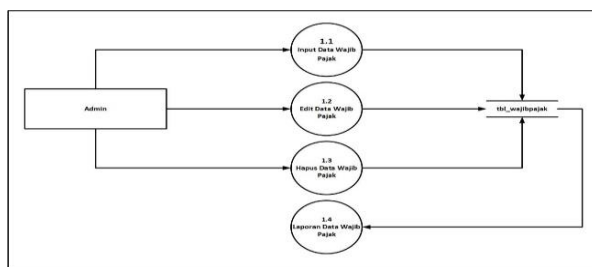 1.1
Input Data Wajib
Pajak
Admin
1.2
Edit Data Wajib
Pajak
tbl_wajibpajak
1.3
Hapus Data Wajib
Pajak
1.4
Laporan Data Wajib
Pajak